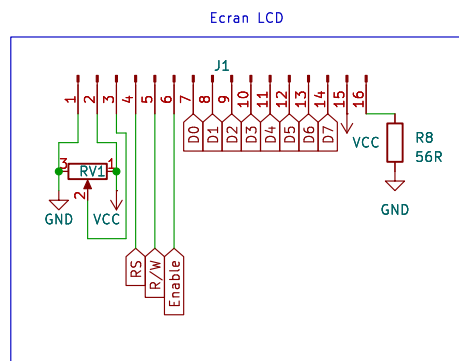 Ecran LCD
J1
1 2 3 4 5 6 7 8 9 10 11 12 13 14 15 16
D0 D1 D2 D3 D4 D5 D6 D7
VCC
R8
56R
GND
3 RV1 1
2
GND
VCC
RS
R/W
Enable